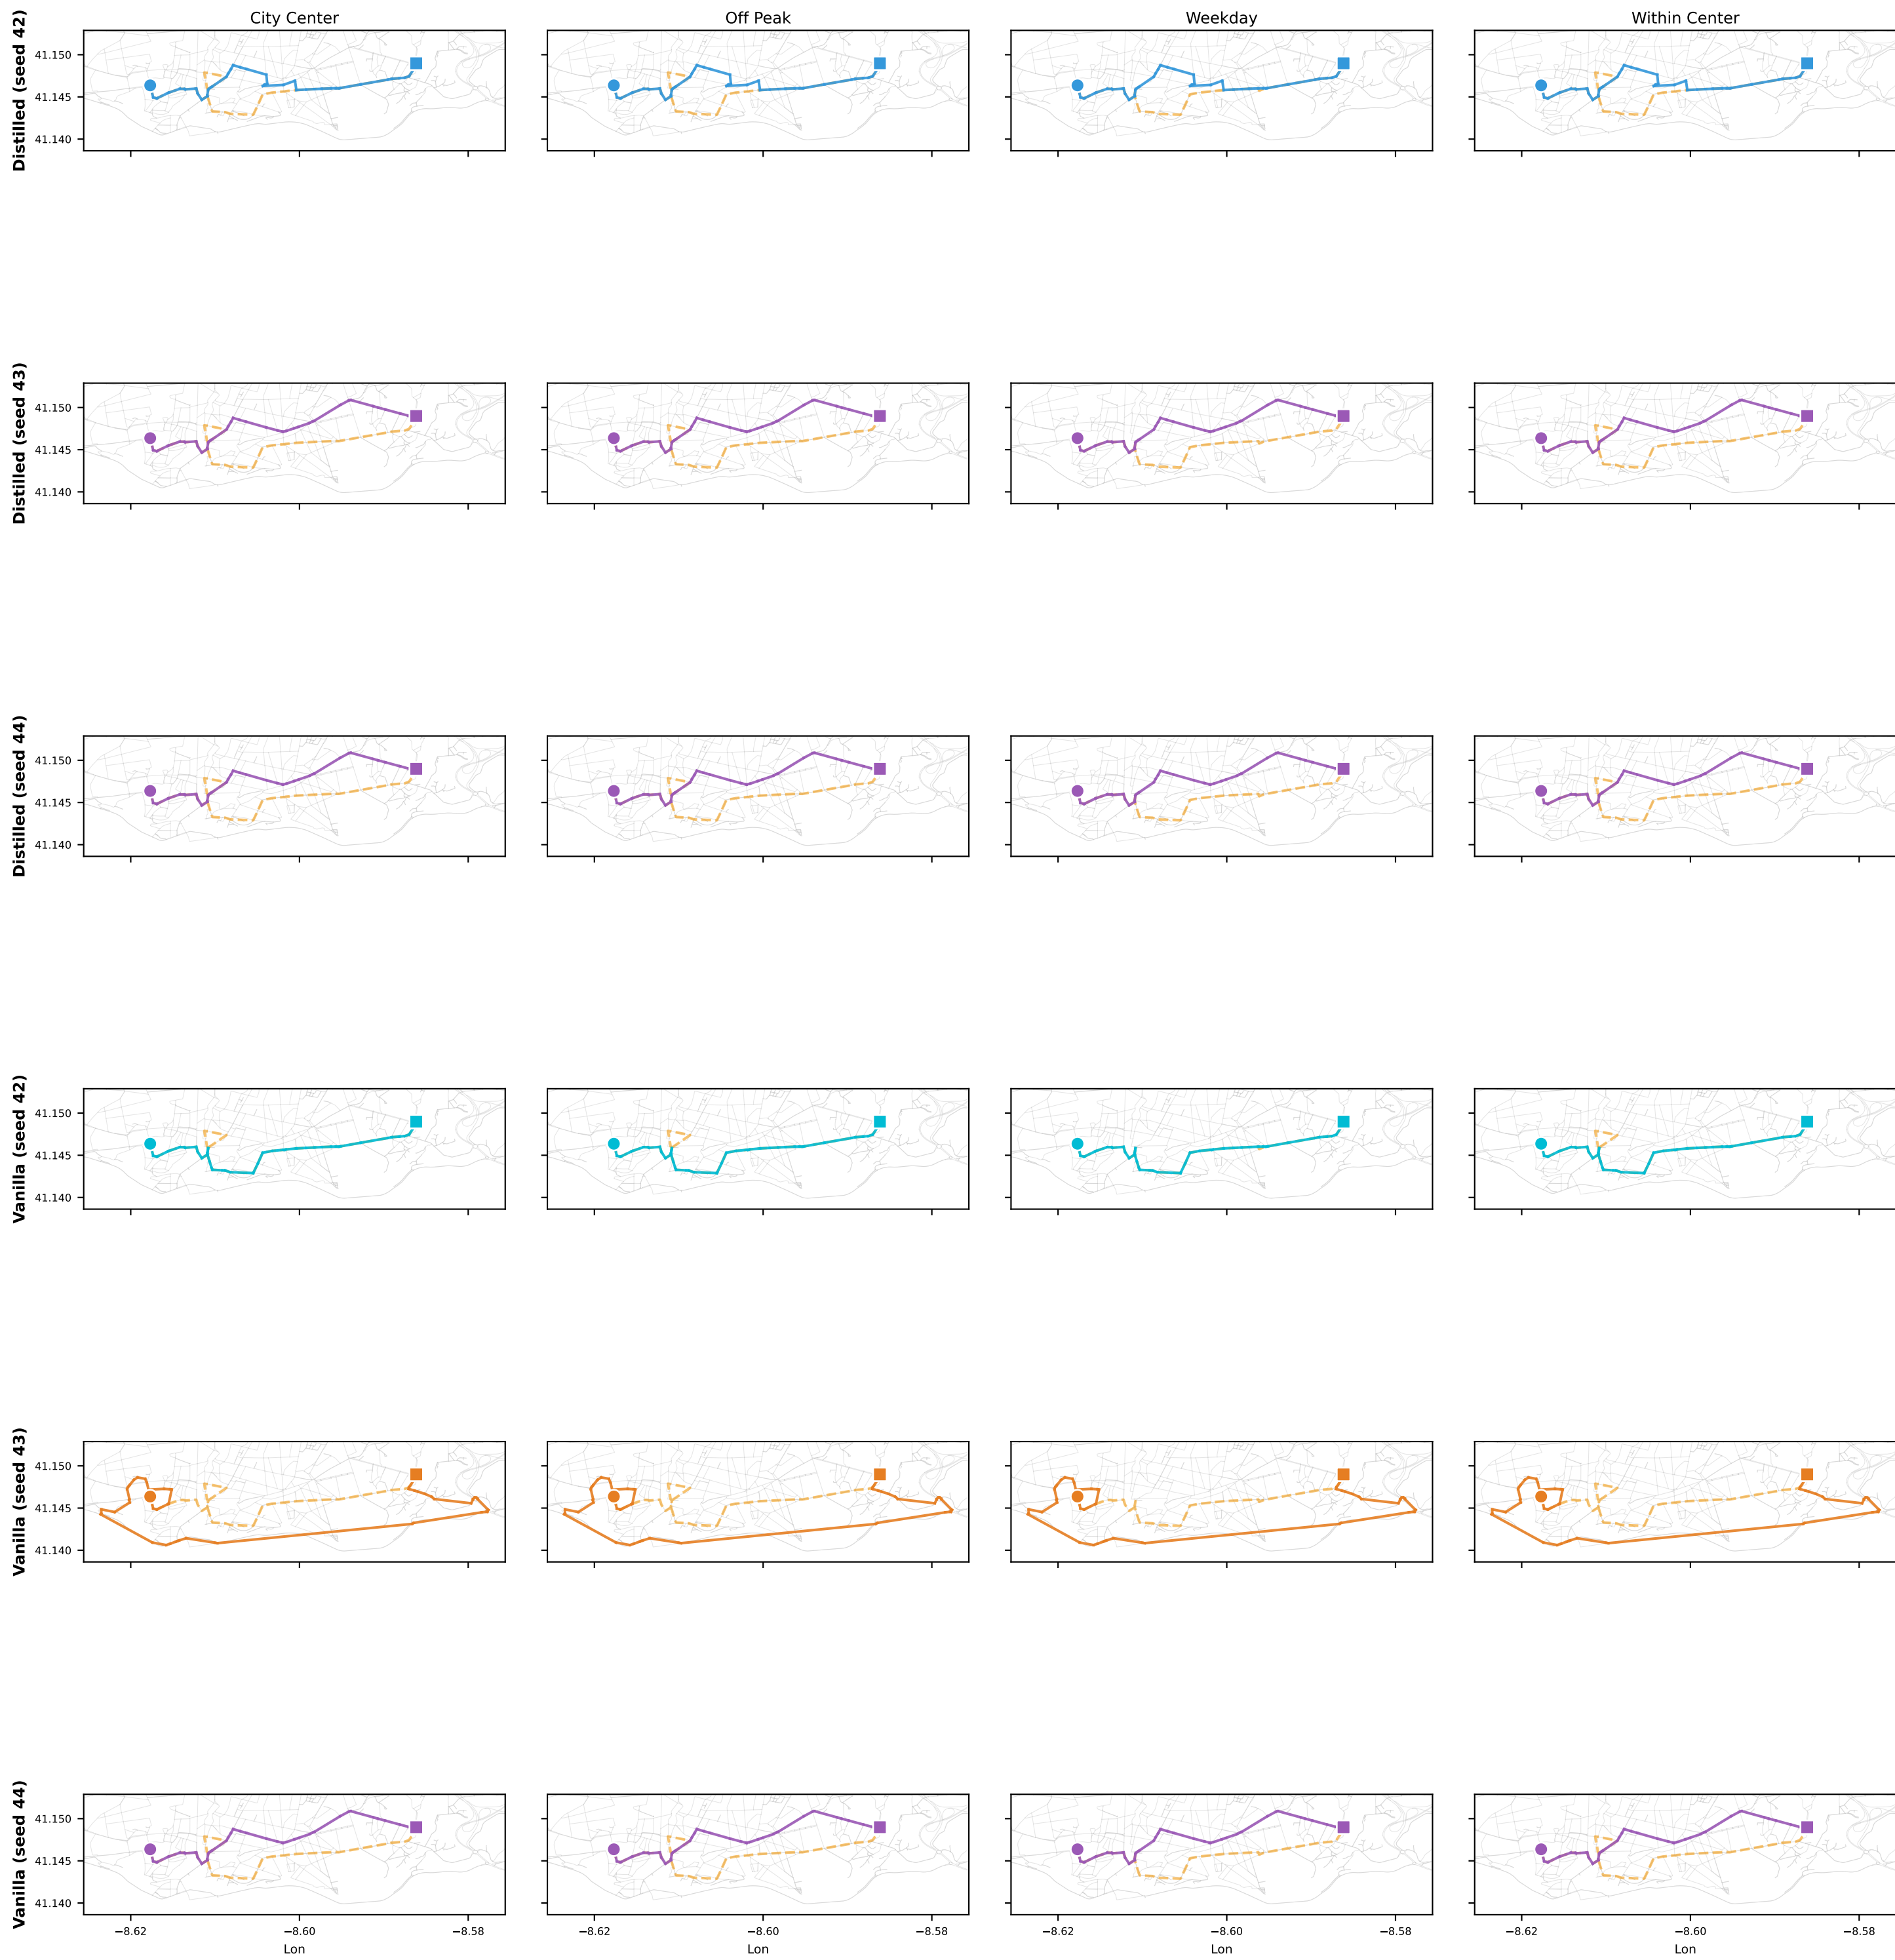 City Center
Off Peak
Weekday
Within Center
Distilled (seed 42)
41.150
41.145
41.140
Distilled (seed 43)
41.150
41.145
41.140
Distilled (seed 44)
41.150
41.145
41.140
Vanilla (seed 42)
41.150
41.145
41.140
Vanilla (seed 43)
41.150
41.145
41.140
Vanilla (seed 44)
41.150
41.145
41.140
−8.62 −8.60 −8.58
−8.62 −8.60 −8.58
−8.62 −8.60 −8.58
−8.62 −8.60 −8.58
Lon
Lon
Lon
Lon